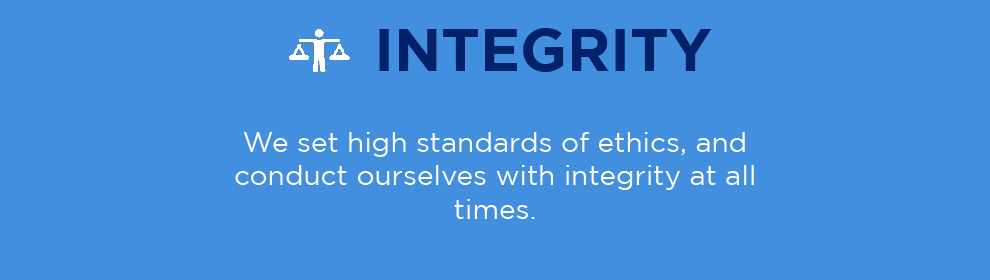 INTEGRITY
We set high standards of ethics, and
conduct ourselves with integrity at all
times.